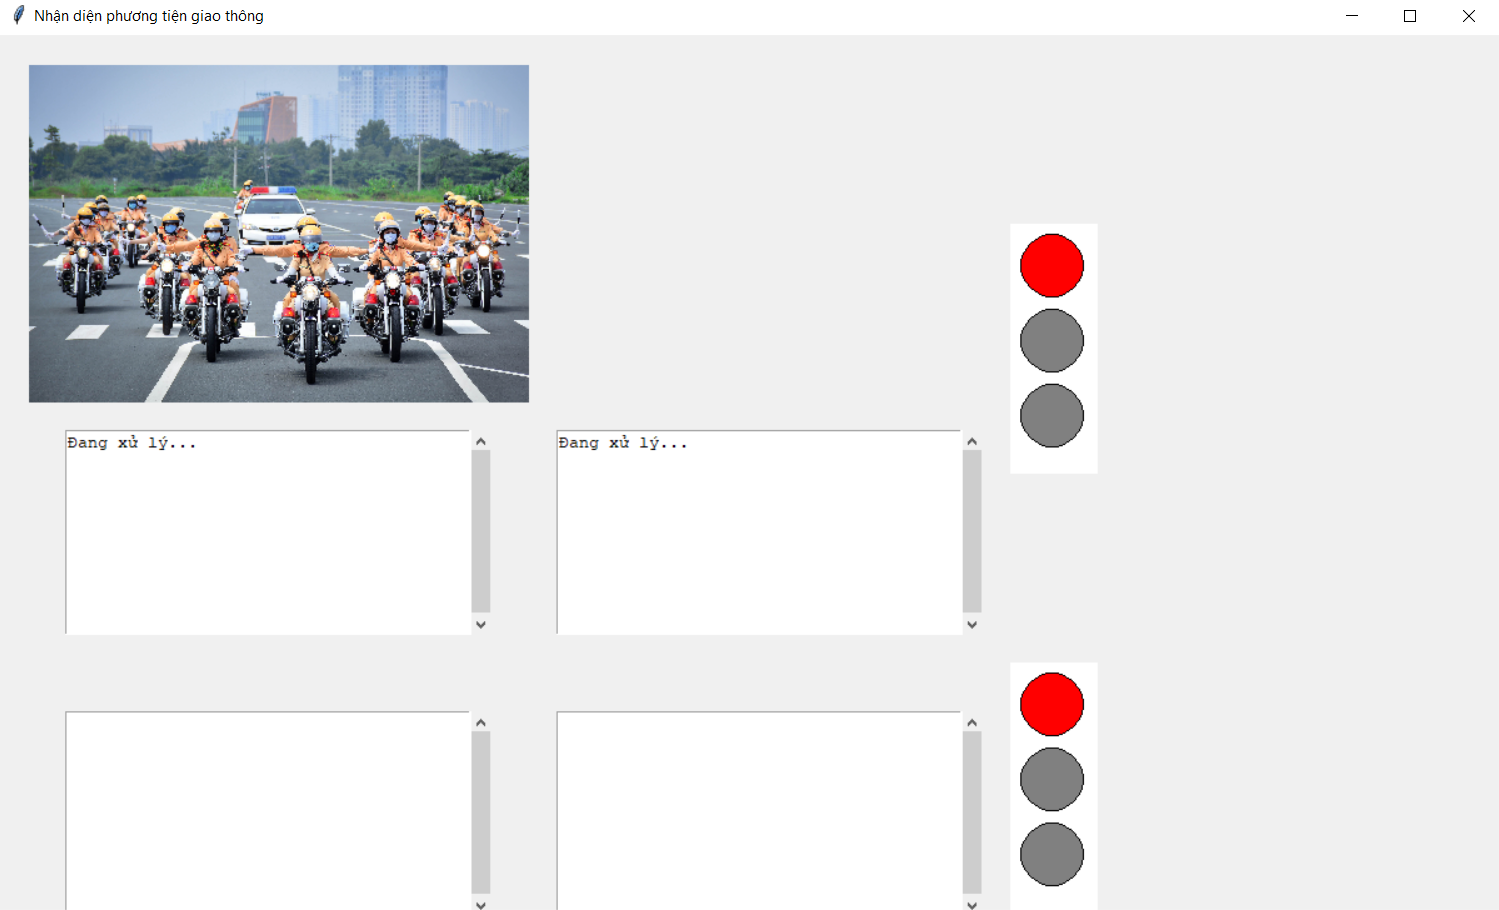 Nhận diện phương tiện giao thông
Đang xử lý...
Đang xử lý...